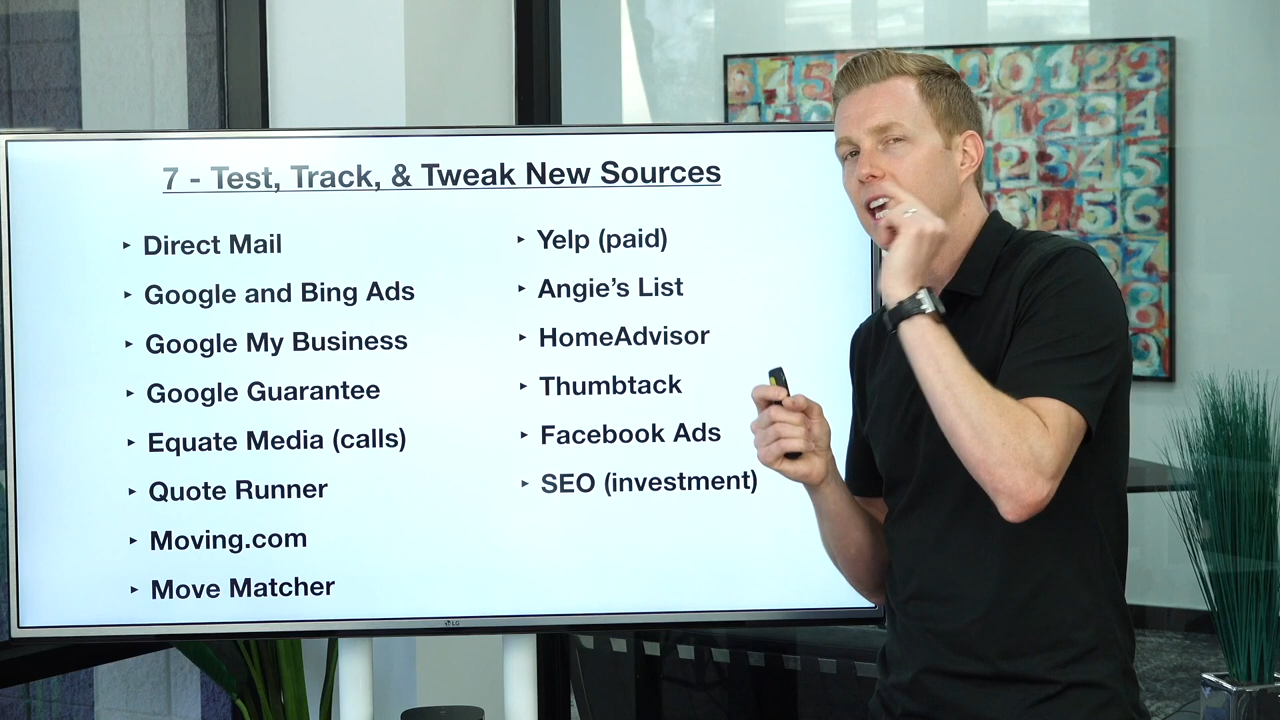 7 - Test, Track, & Tweak New Sources
‣ Direct Mail
‣ Google and Bing Ads
‣ Google My Business
‣ Google Guarantee
‣ Equate Media (calls)
‣ Quote Runner
‣ Moving.com
‣ Move Matcher
‣ Yelp (paid)
‣ Angie’s List
‣ HomeAdvisor
‣ Thumbtack
‣ Facebook Ads
‣ SEO (investment)
LG